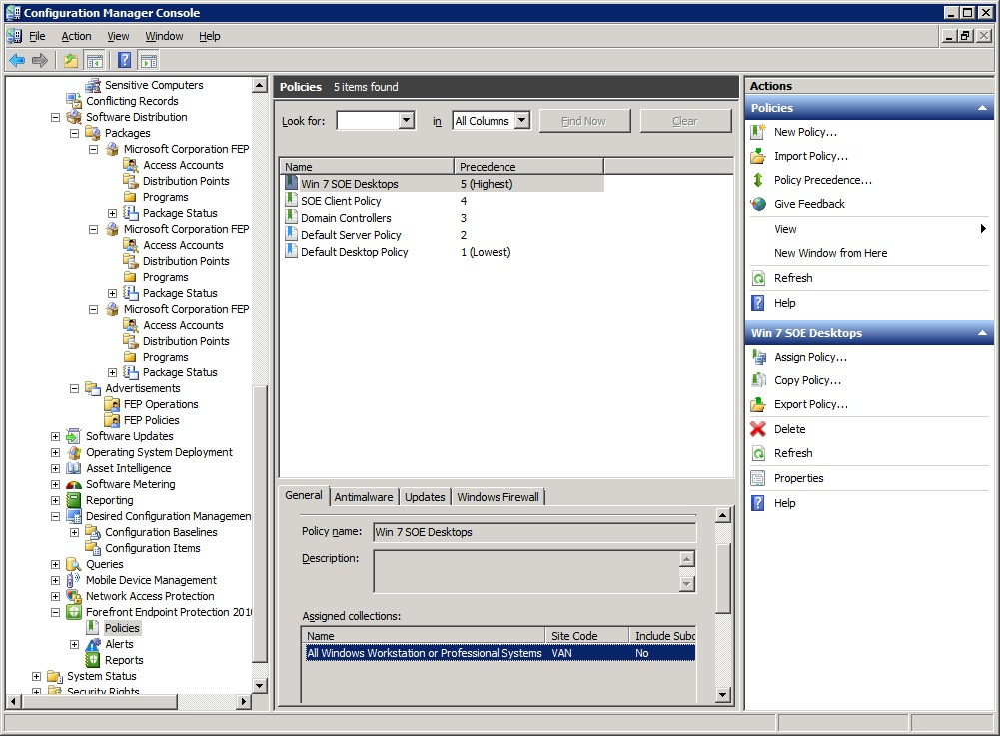 Configuration Manager Console
File Action View Window Help
Sensitive Computers
Conflicting Records
Software Distribution
Packages
Microsoft Corporation FEP
Access Accounts
Distribution Points
Programs
Package Status
Microsoft Corporation FEP
Access Accounts
Distribution Points
Programs
Package Status
Microsoft Corporation FEP
Access Accounts
Distribution Points
Programs
Package Status
Advertisements
FEP Operations
FEP Policies
Software Updates
Operating System Deployment
Asset Intelligence
Software Metering
Reporting
Desired Configuration Managemen
Configuration Baselines
Configuration Items
Queries
Mobile Device Management
Network Access Protection
Forefront Endpoint Protection 201
Policies
Alerts
Reports
System Status
Security Rights
Policies 5 items found
Look for: in All Columns Find Now Clear
Name Precedence
Win 7 SOE Desktops 5 (Highest)
SOE Client Policy 4
Domain Controllers 3
Default Server Policy 2
Default Desktop Policy 1 (Lowest)
General Antimalware Updates Windows Firewall
Policy name: Win 7 SOE Desktops
Description:
Assigned collections:
Name Site Code Include Subc
All Windows Workstation or Professional Systems VAN No
Actions
Policies
New Policy...
Import Policy...
Policy Precedence...
Give Feedback
View
New Window from Here
Refresh
Help
Win 7 SOE Desktops
Assign Policy...
Copy Policy...
Export Policy...
Delete
Refresh
Properties
Help